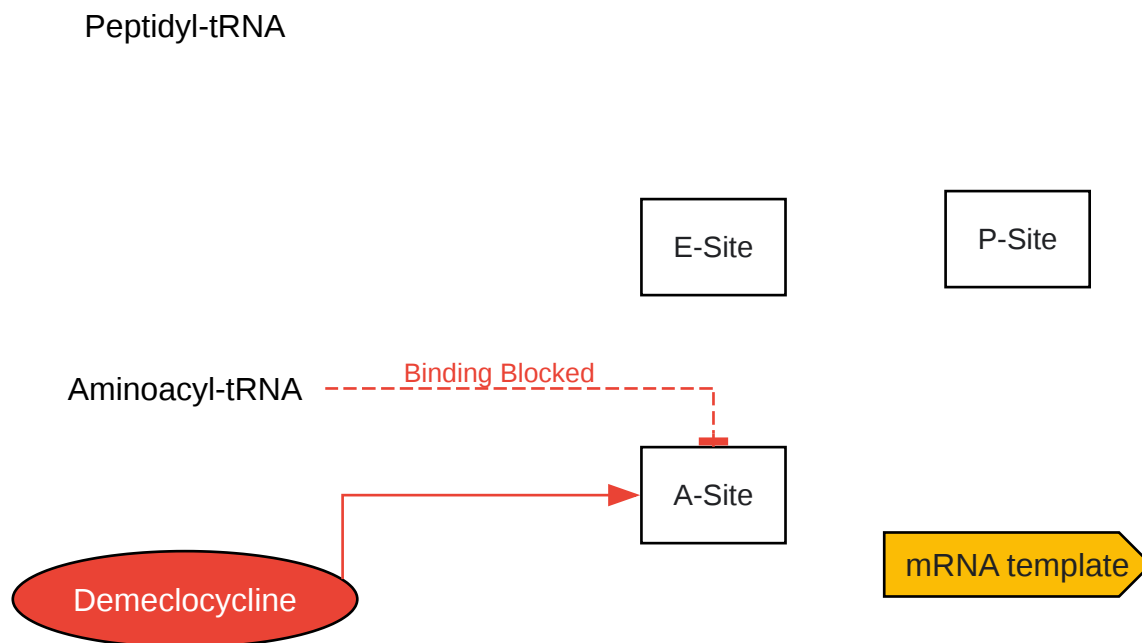 Peptidyl-tRNA
E-Site
P-Site
Binding Blocked
Aminoacyl-tRNA
A-Site
mRNA template
Demeclocycline